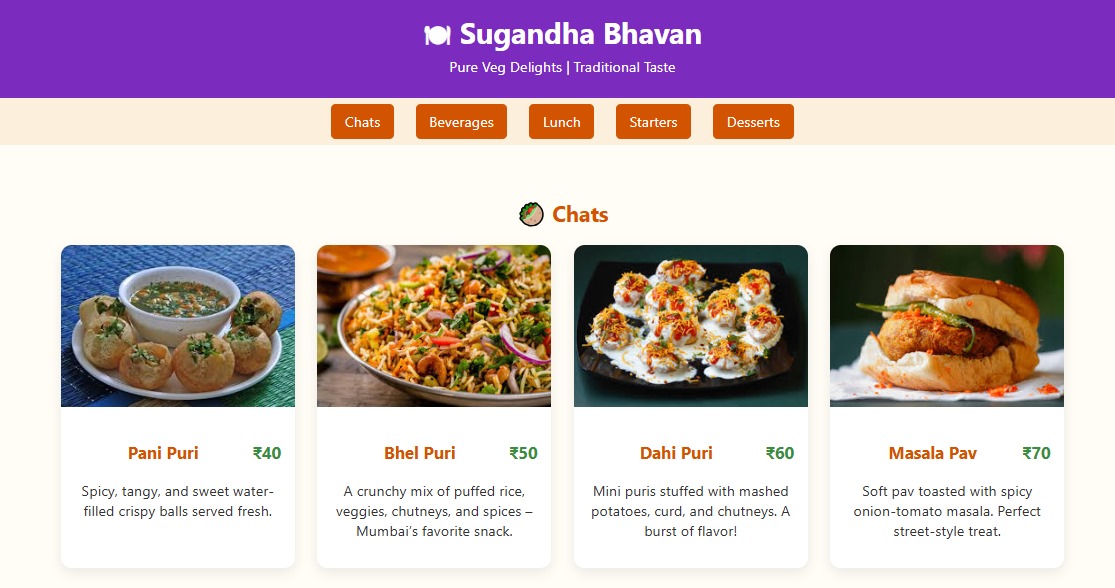 🍽️ Sugandha Bhavan
Pure Veg Delights | Traditional Taste
Chats Beverages Lunch Starters Desserts
🥙 Chats
Pani Puri ₹40
Spicy, tangy, and sweet water-
filled crispy balls served fresh.
Bhel Puri ₹50
A crunchy mix of puffed rice,
veggies, chutneys, and spices –
Mumbai's favorite snack.
Dahi Puri ₹60
Mini puris stuffed with mashed
potatoes, curd, and chutneys. A
burst of flavor!
Masala Pav ₹70
Soft pav toasted with spicy
onion-tomato masala. Perfect
street-style treat.